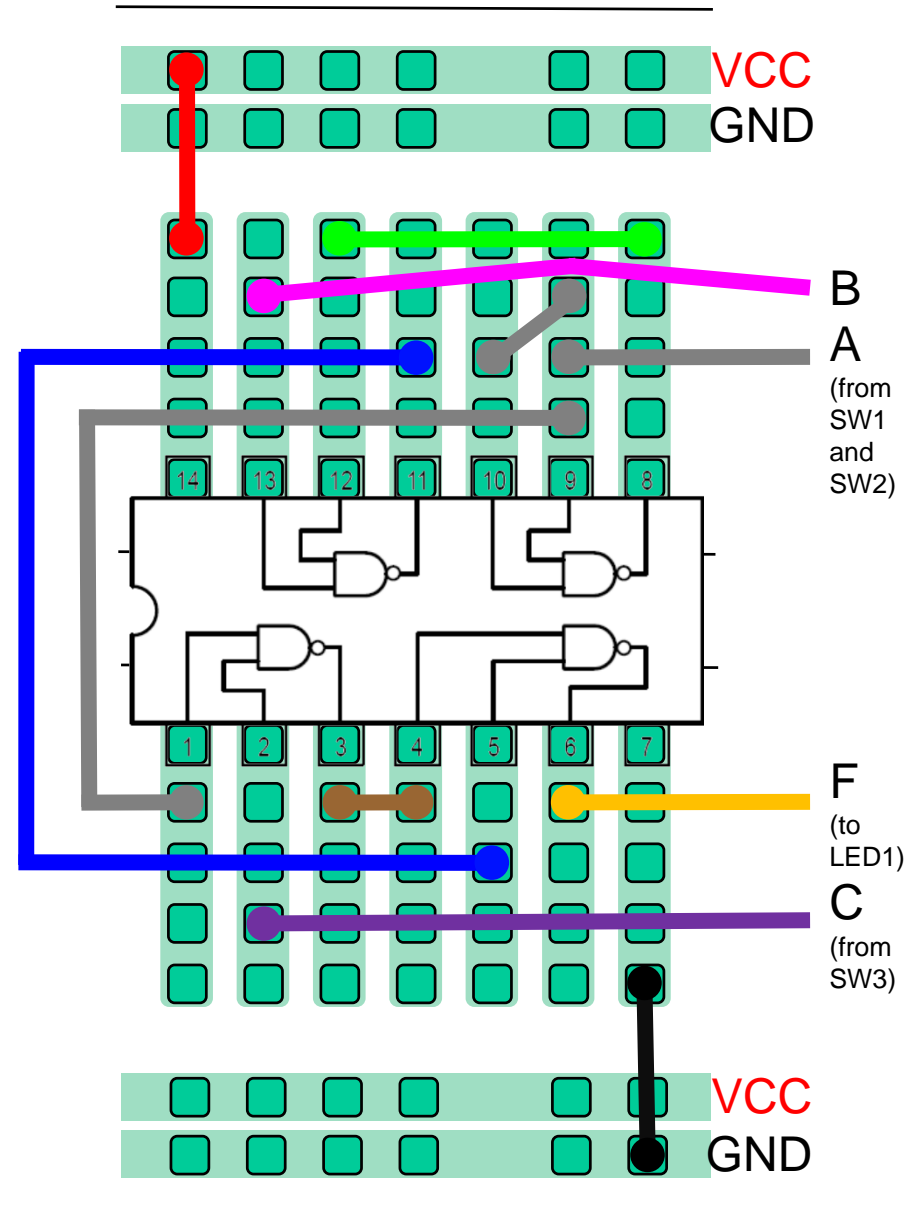 VCC
GND
B
A
(from
SW1
and
SW2)
14 13 12 11 10 9 8
1 2 3 4 5 6 7
F
(to
LED1)
C
(from
SW3)
VCC
GND